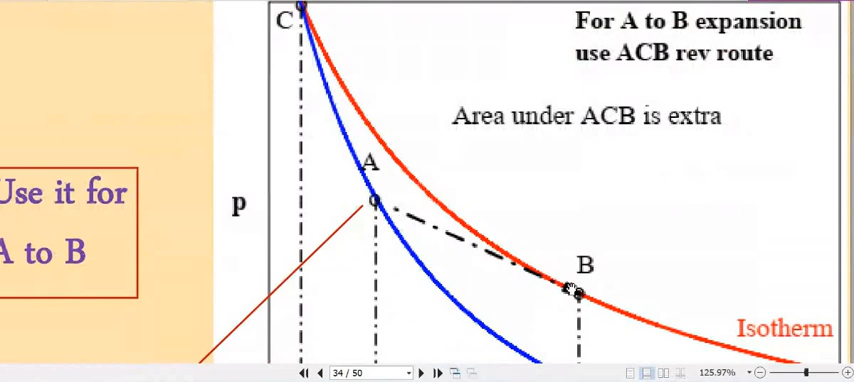 C
For A to B expansion
use ACB rev route
Area under ACB is extra
A
Use it for
A to B
p
B
Isotherm
34 / 50
125.97%